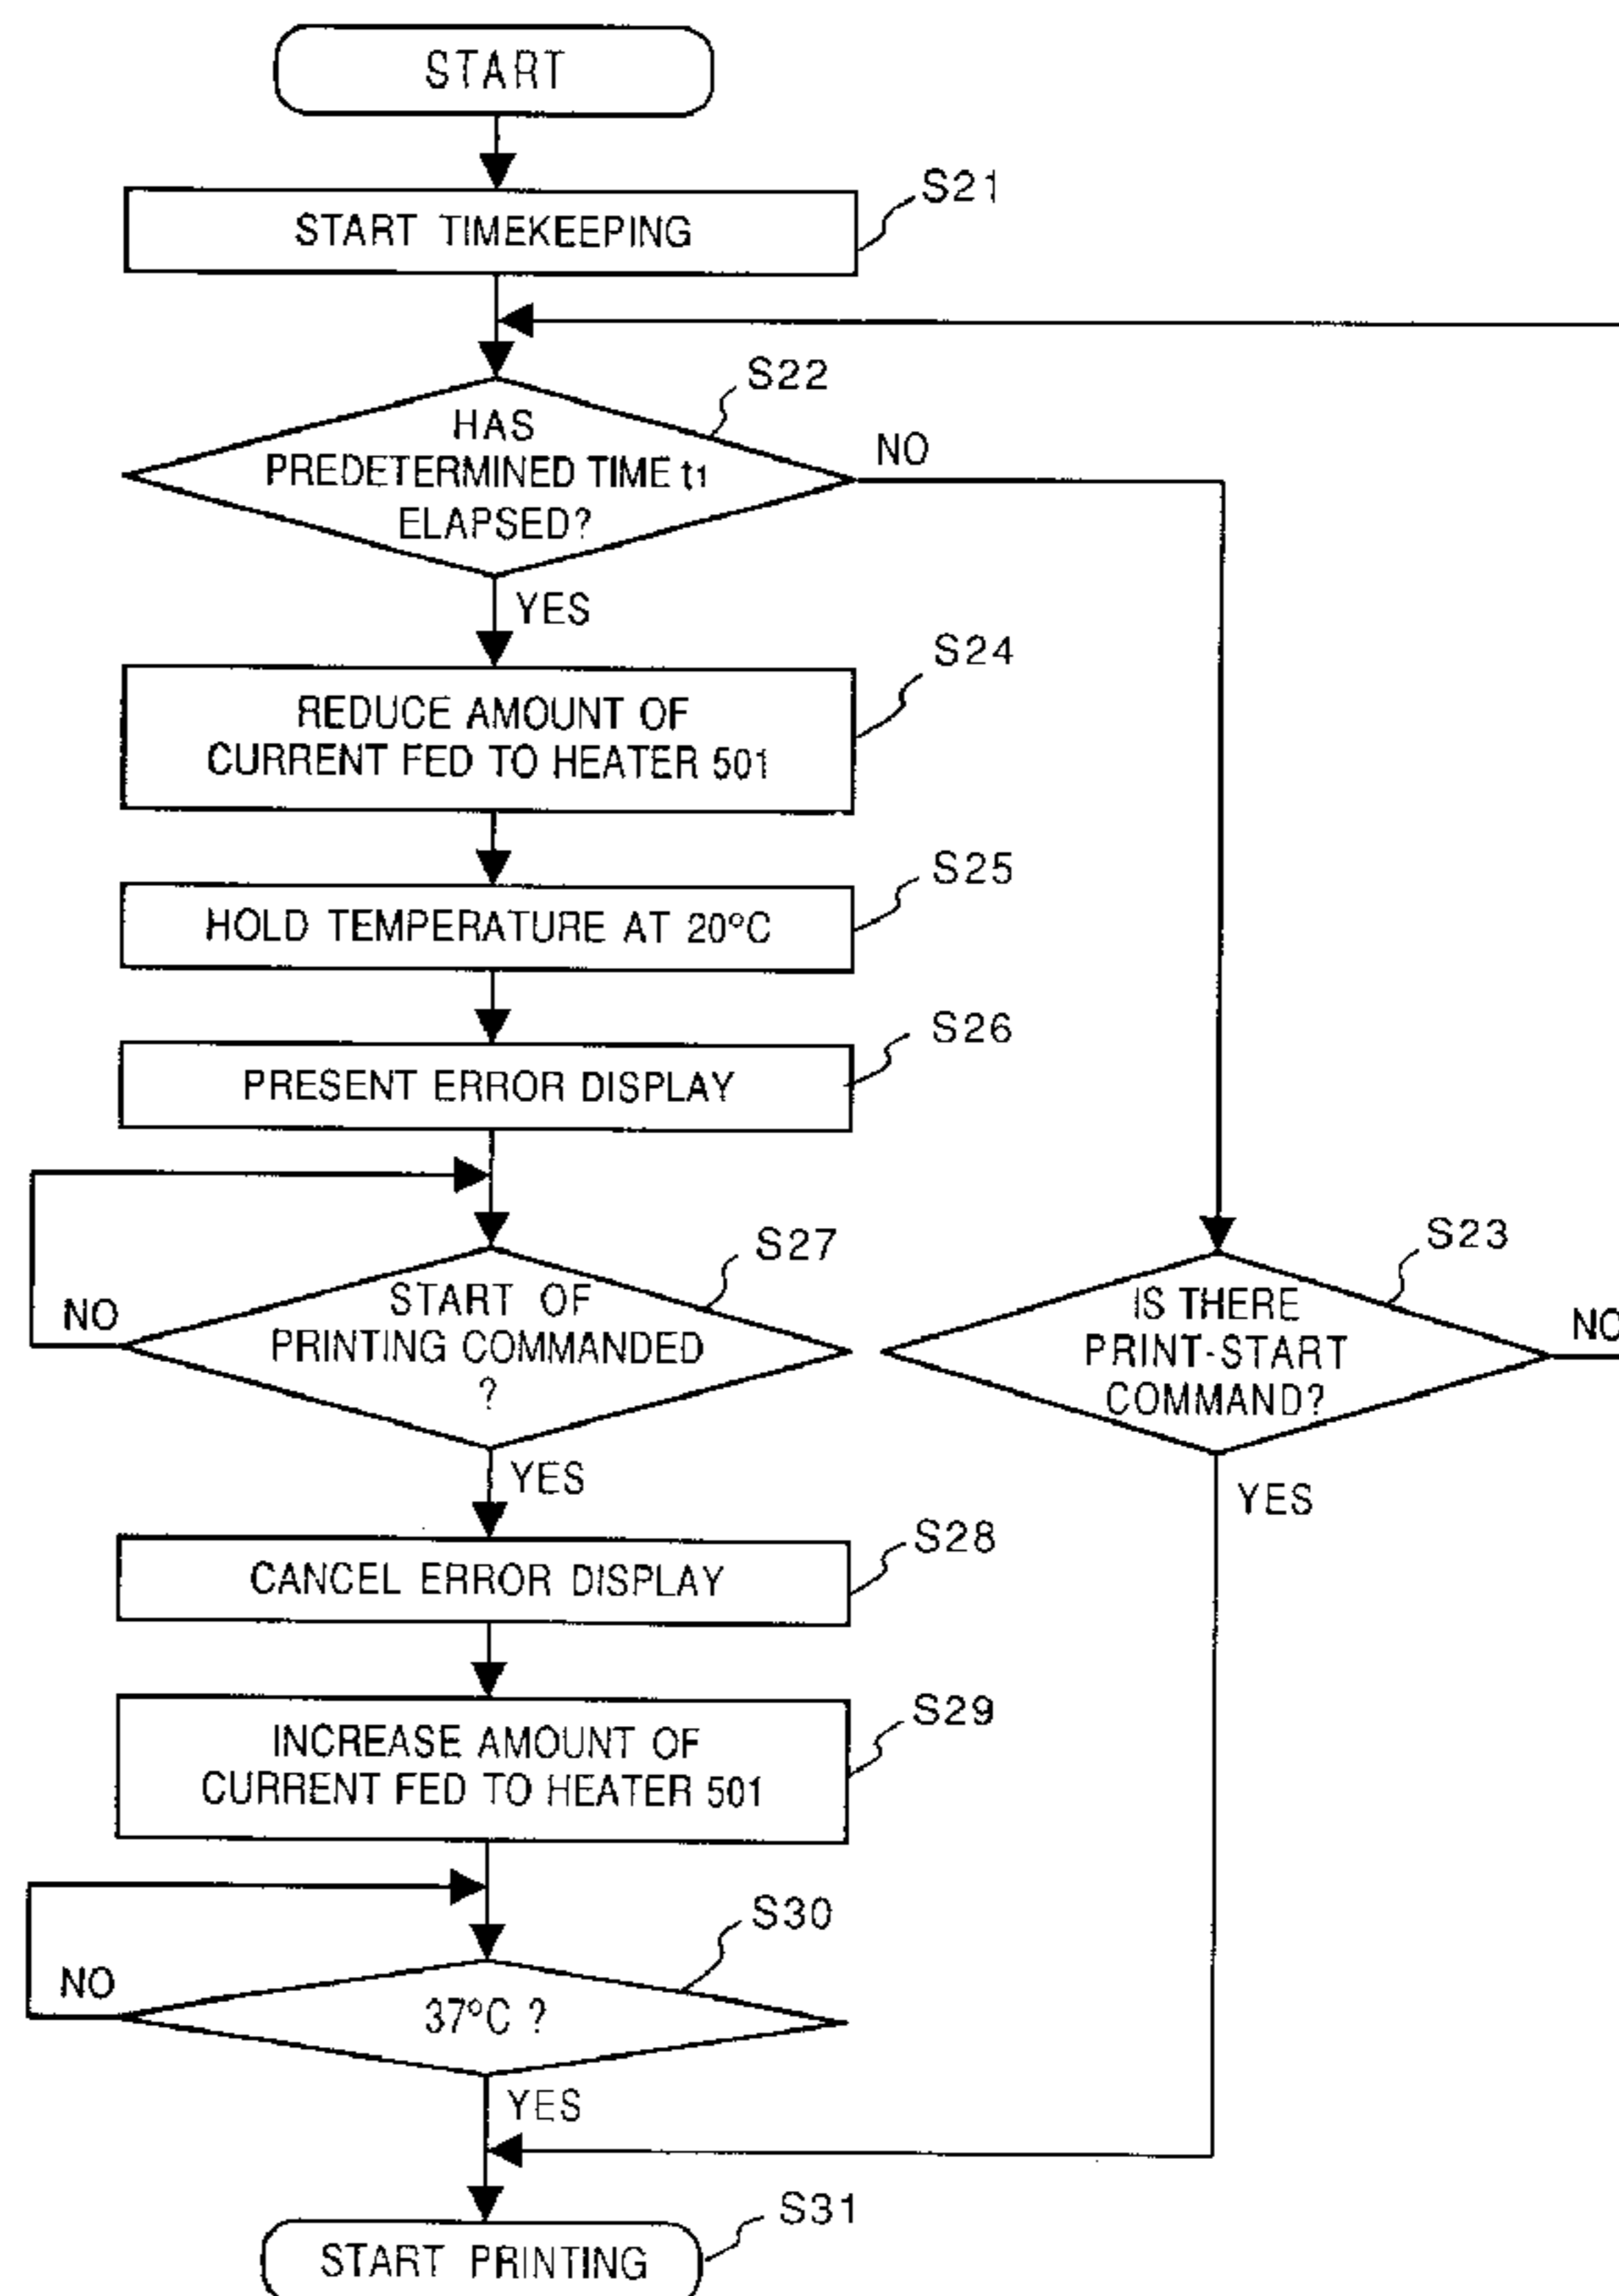 START
S21
START TIMEKEEPING
S22
HAS
PREDETERMINED TIME t1
ELAPSED?
NO
YES
S24
REDUCE AMOUNT OF
CURRENT FED TO HEATER 501
S25
HOLD TEMPERATURE AT 20°C
S26
PRESENT ERROR DISPLAY
S27
START OF
PRINTING COMMANDED
?
NO
YES
S23
IS THERE
PRINT-START
COMMAND?
NO
YES
S28
CANCEL ERROR DISPLAY
S29
INCREASE AMOUNT OF
CURRENT FED TO HEATER 501
S30
37°C ?
NO
YES
S31
START PRINTING